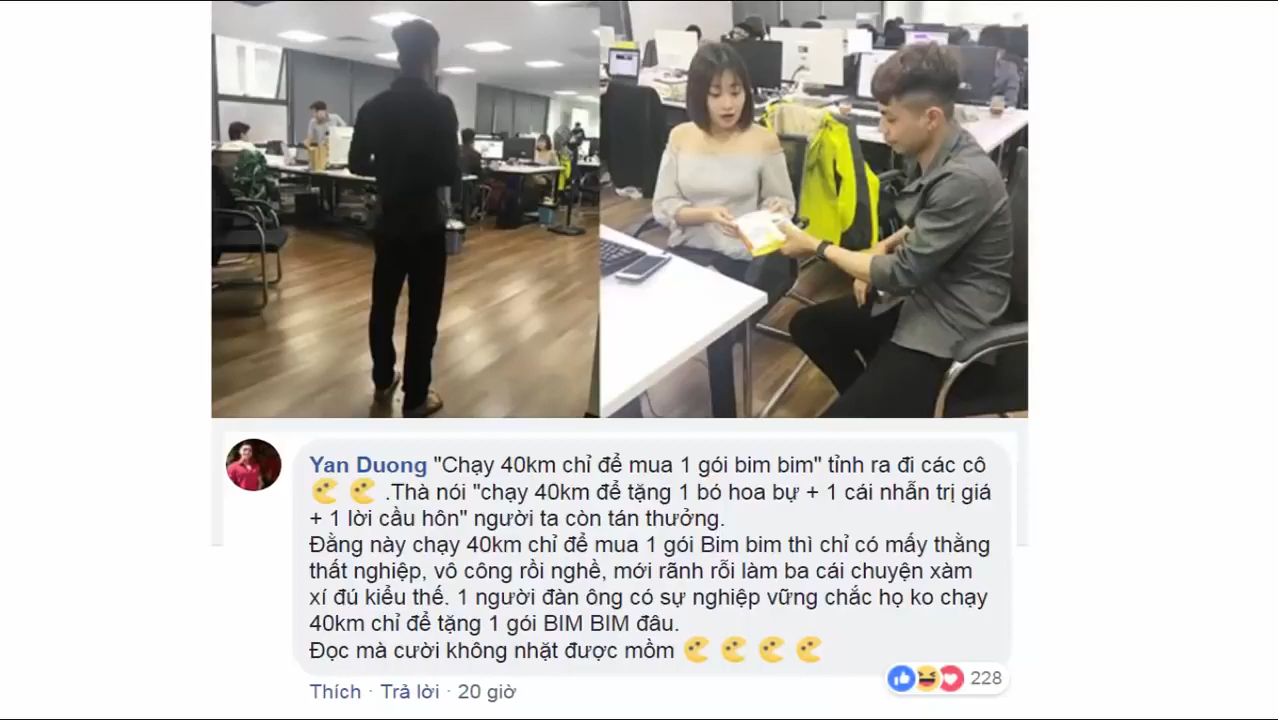 Yan Duong "Chạy 40km chỉ để mua 1 gói bim bim" tỉnh ra đi các cô
.Thà nói "chạy 40km để tặng 1 bó hoa bự + 1 cái nhẫn trị giá
+ 1 lời cầu hôn" người ta còn tán thưởng.
Đằng này chạy 40km chỉ để mua 1 gói Bim bim thì chỉ có mấy thằng
thất nghiệp, vô công rồi nghề, mới rãnh rỗi làm ba cái chuyện xàm
xí đú kiểu thế. 1 người đàn ông có sự nghiệp vững chắc họ ko chạy
40km chỉ để tặng 1 gói BIM BIM đâu.
Đọc mà cười không nhặt được mồm
Thích · Trả lời · 20 giờ
228